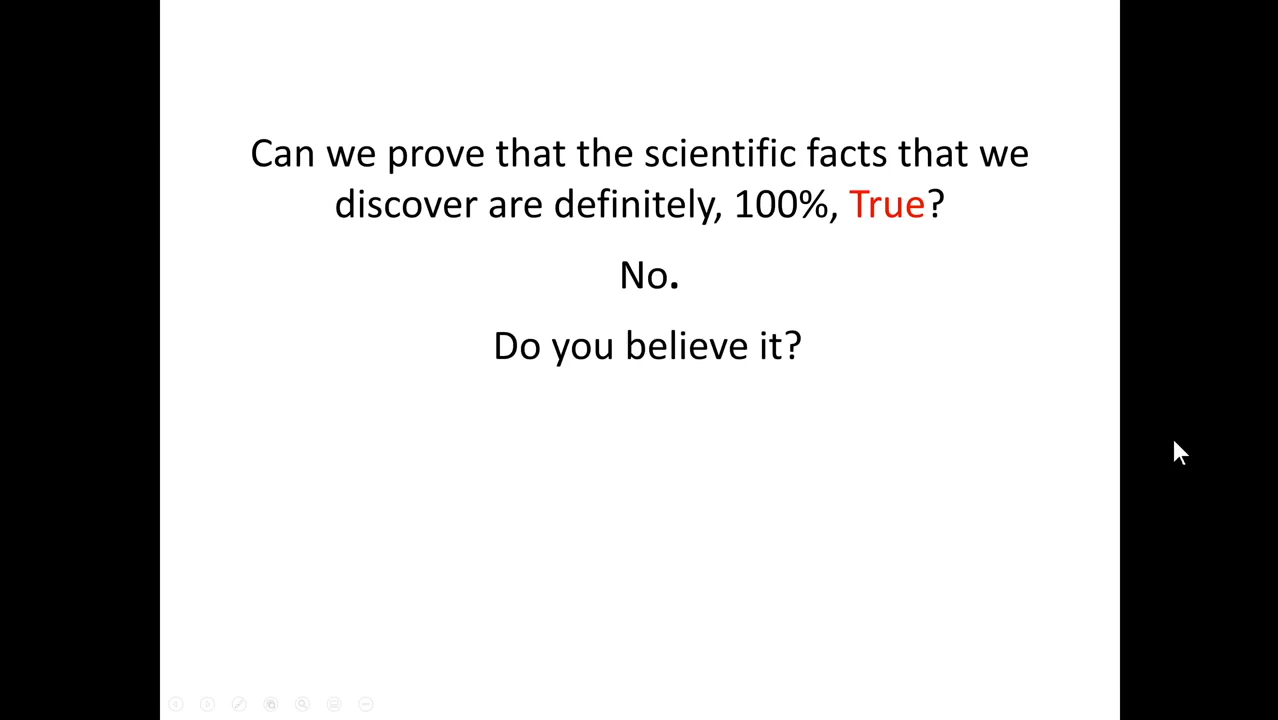 Can we prove that the scientific facts that we
discover are definitely, 100%, True?
No.
Do you believe it?